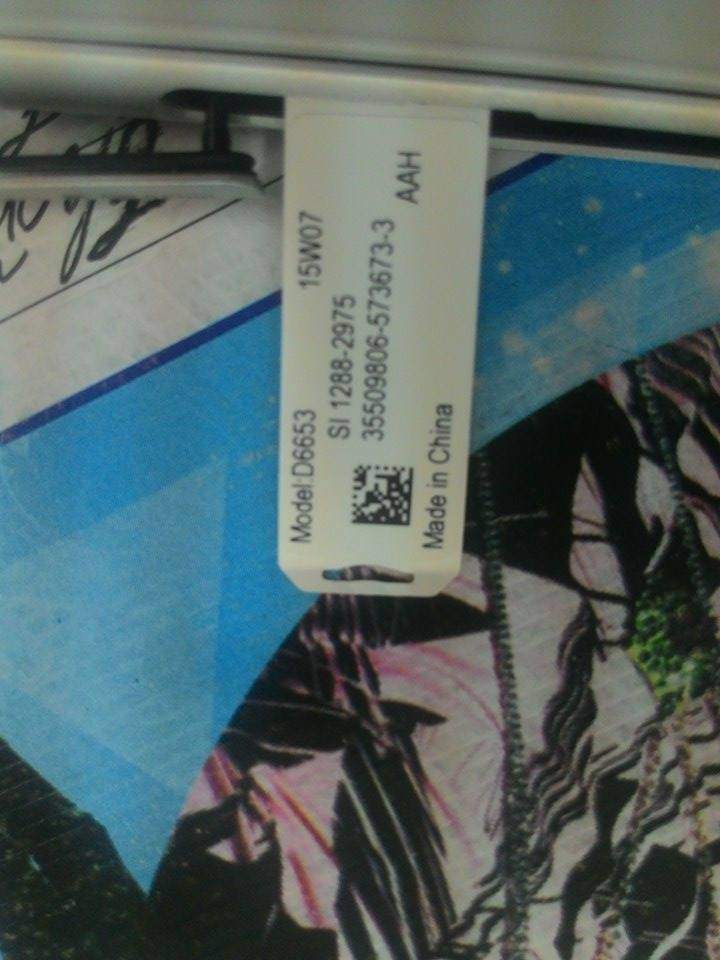 Model:D6653 15W07
SI 1288-2975
35509806-573673-3
AAH
Made in China